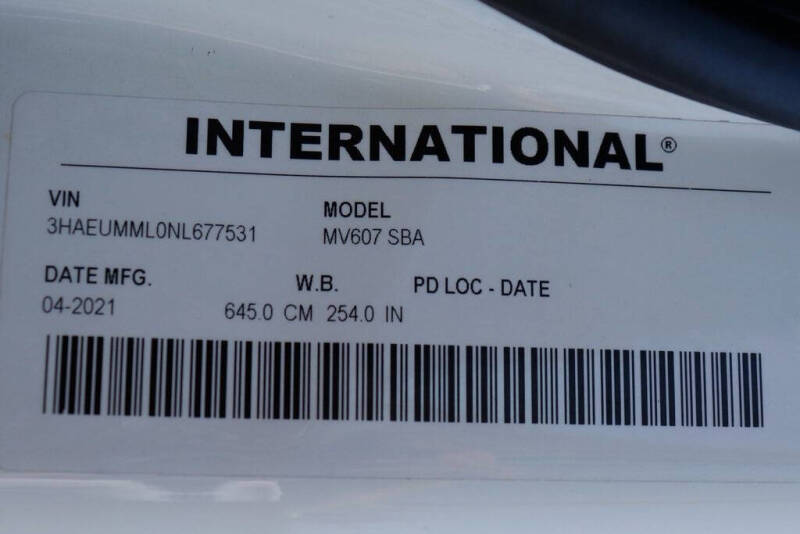 INTERNATIONAL®
VIN MODEL
3HAEUMML0NL677531 MV607 SBA
DATE MFG. W.B. PD LOC - DATE
04-2021 645.0 CM 254.0 IN